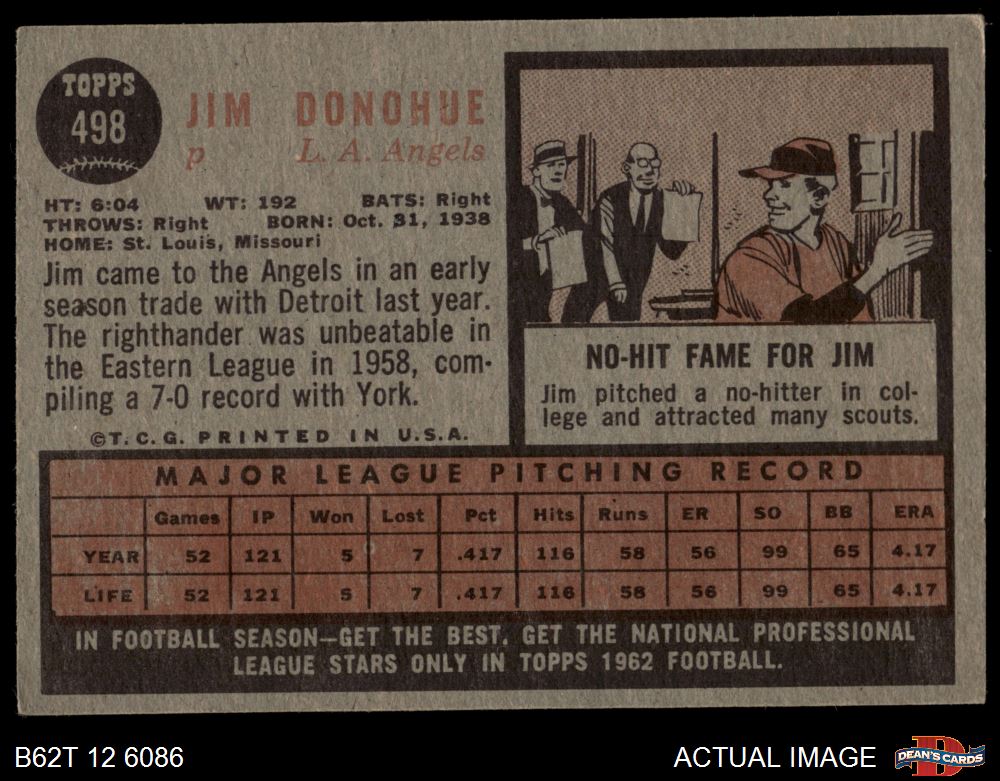 TOPPS
498
JIM DONOHUE
p L. A. Angels
HT: 6:04 WT: 192 BATS: Right
THROWS: Right BORN: Oct. 31, 1938
HOME: St. Louis, Missouri
Jim came to the Angels in an early
season trade with Detroit last year.
The righthander was unbeatable in
the Eastern League in 1958, com-
piling a 7-0 record with York.
©T. C. G. PRINTED IN U.S.A.
NO-HIT FAME FOR JIM
Jim pitched a no-hitter in col-
lege and attracted many scouts.
MAJOR LEAGUE PITCHING RECORD
Games IP Won Lost Pct Hits Runs ER SO BB ERA
YEAR 52 121 5 7 .417 116 58 56 99 65 4.17
LIFE 52 121 5 7 .417 116 58 56 99 65 4.17
IN FOOTBALL SEASON—GET THE BEST. GET THE NATIONAL PROFESSIONAL
LEAGUE STARS ONLY IN TOPPS 1962 FOOTBALL.
B62T 12 6086 ACTUAL IMAGE
D
DEAN'S CARDS